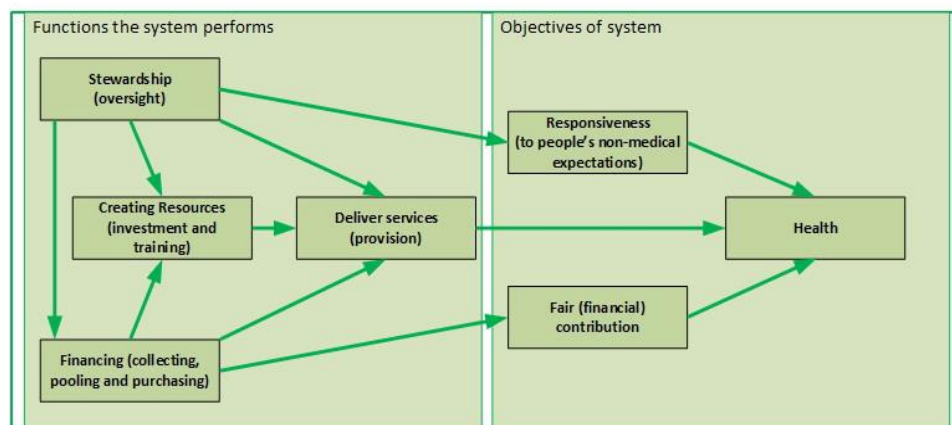 Functions the system performs
Objectives of system
Stewardship
(oversight)
Responsiveness
(to people's non-medical
expectations)
Creating Resources
(investment and
training)
Deliver services
(provision)
Health
Fair (financial)
contribution
Financing (collecting,
pooling and purchasing)